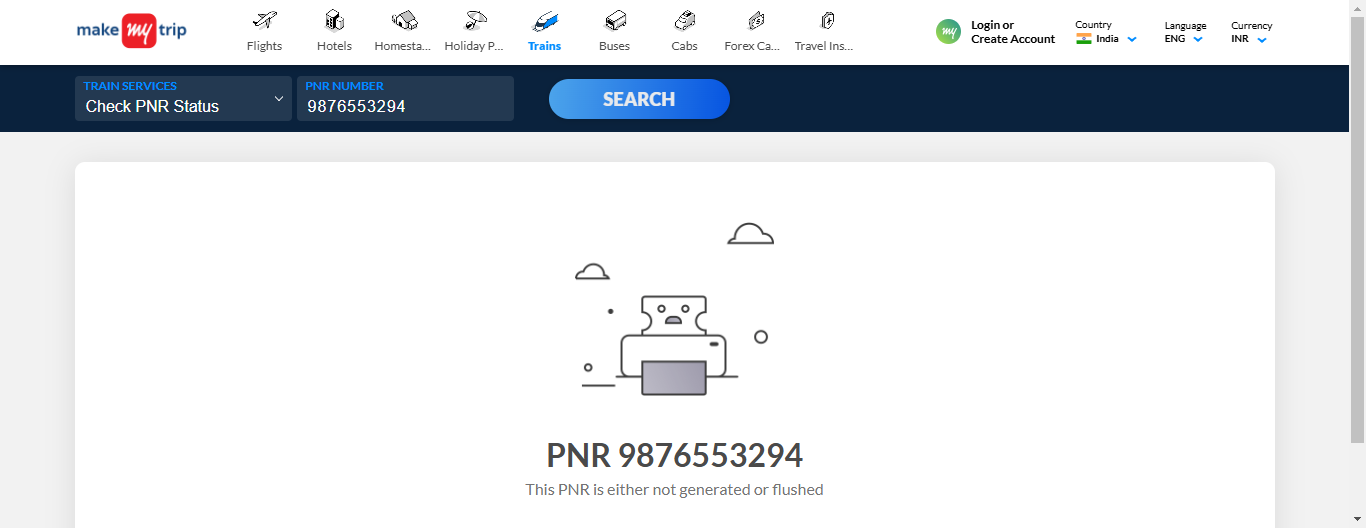 make my trip
Flights
Hotels
Homesta...
Holiday P...
Trains
Buses
Cabs
Forex Ca...
Travel Ins...
my
Login or
Create Account
Country
India
Language
ENG
Currency
INR
TRAIN SERVICES
Check PNR Status
PNR NUMBER
9876553294
SEARCH
PNR 9876553294
This PNR is either not generated or flushed